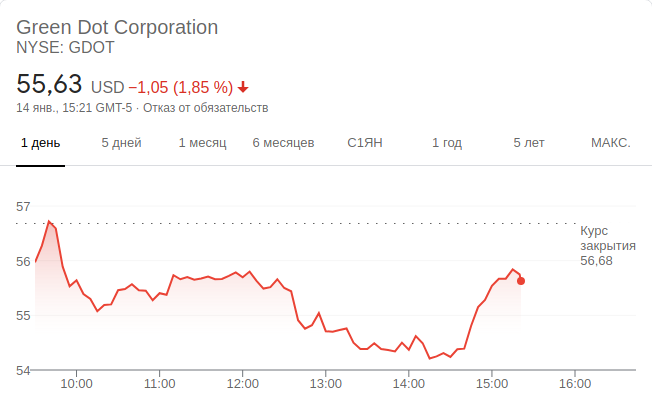 Green Dot Corporation
NYSE: GDOT
55,63 USD −1,05 (1,85 %)
14 янв., 15:21 GMT-5 · Отказ от обязательств
1 день 5 дней 1 месяц 6 месяцев С1ЯН 1 год 5 лет МАКС.
57
Курс
закрытия
56 56,68
55
54
10:00 11:00 12:00 13:00 14:00 15:00 16:00